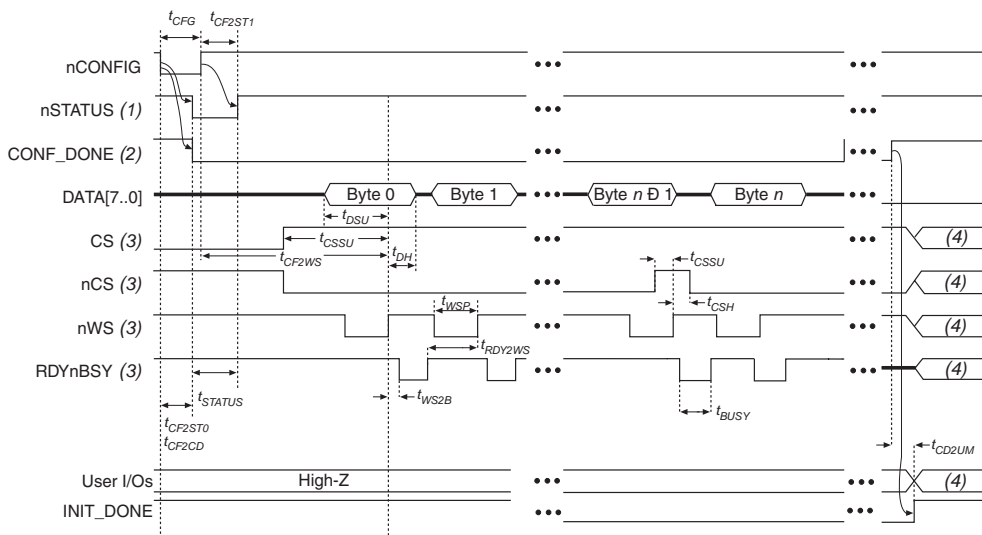 tCFG
tCF2ST1
nCONFIG
nSTATUS (1)
CONF_DONE (2)
DATA[7..0]
Byte 0
Byte 1
Byte n Ð 1
Byte n
tDSU
CS (3)
tCSSU
tCF2WS
tDH
tCSSU
(4)
nCS (3)
(4)
tWSP
tCSH
nWS (3)
tRDY2WS
RDYnBSY (3)
(4)
tSTATUS
tWS2B
tBUSY
tCF2ST0
tCF2CD
tCD2UM
User I/Os
High-Z
(4)
INIT_DONE